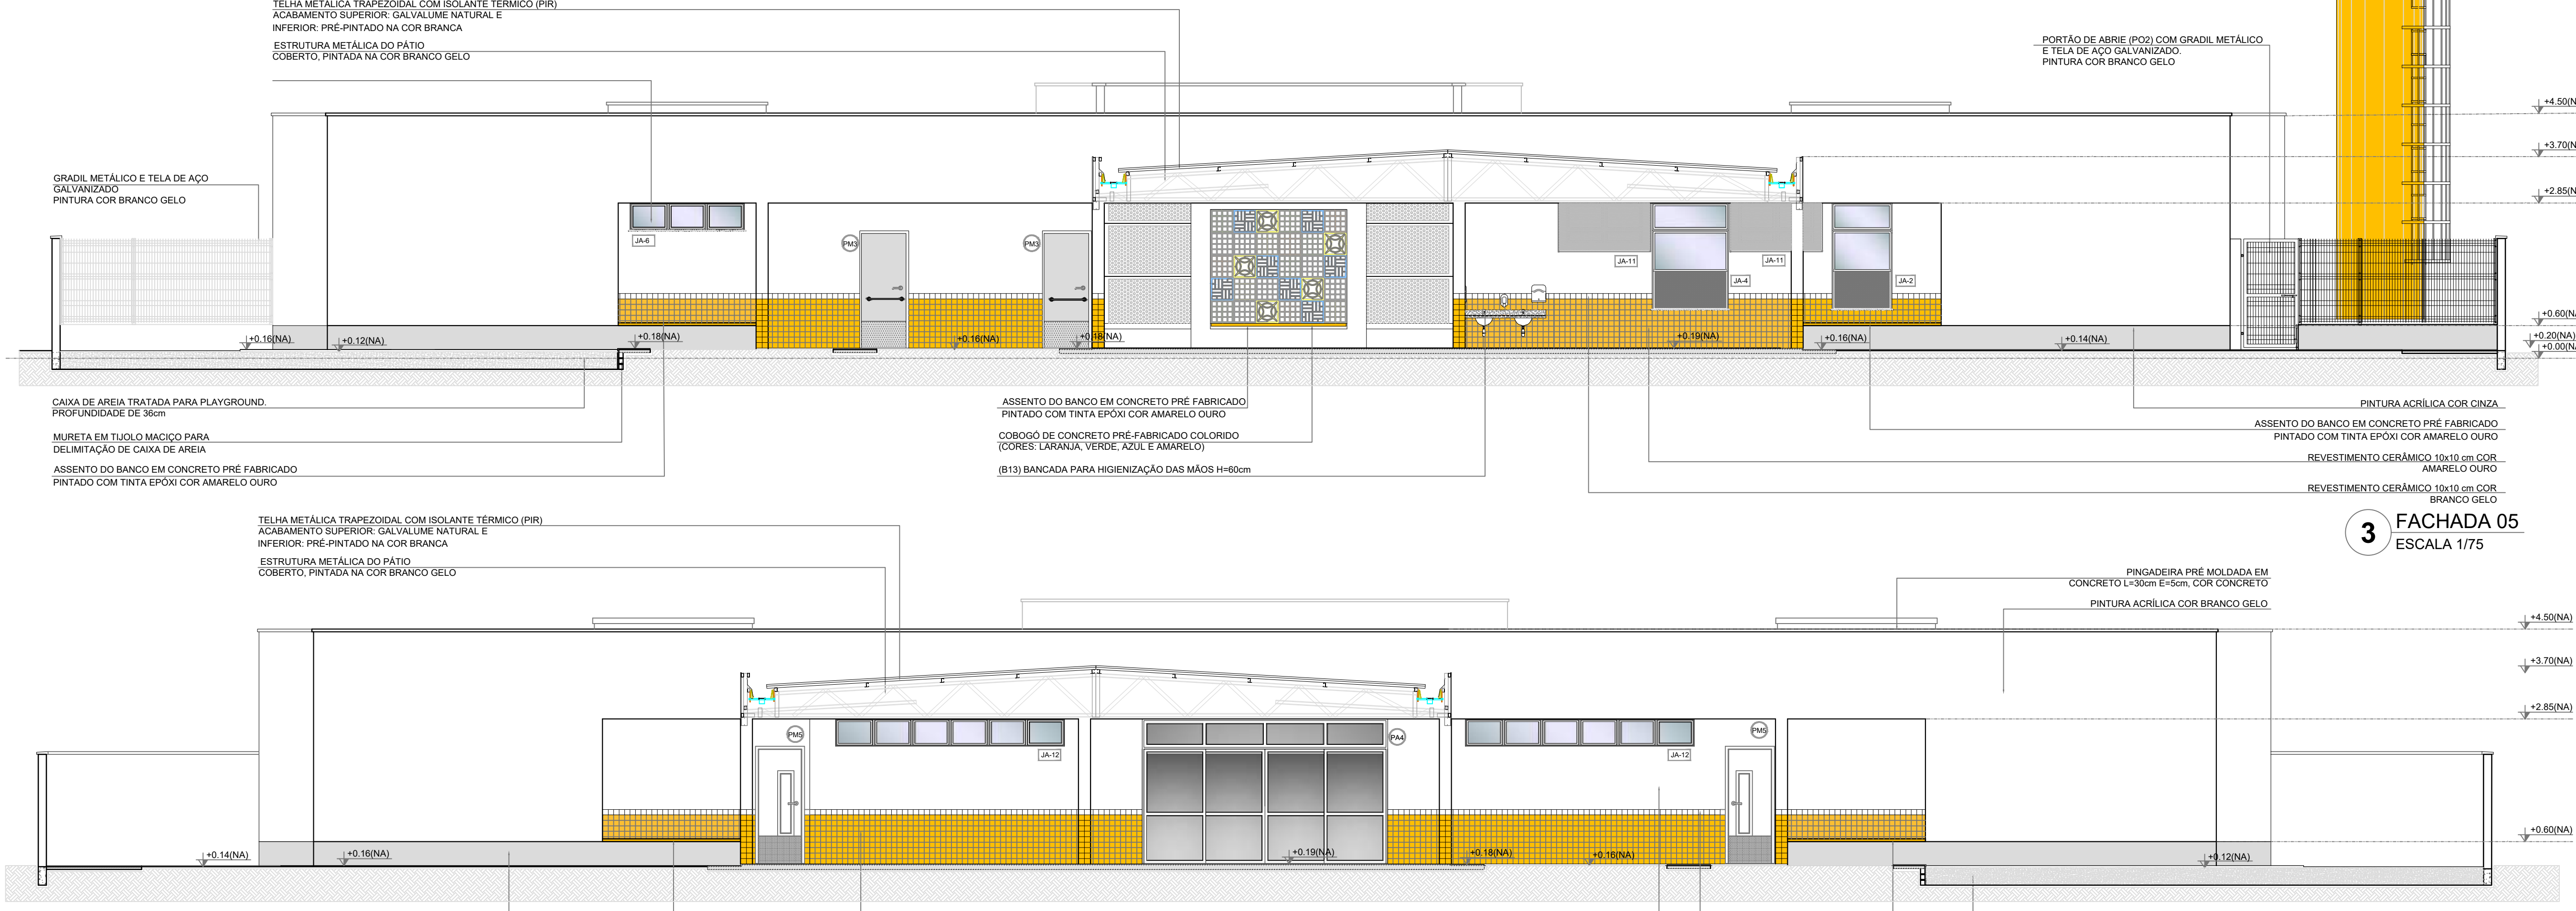 TELHA METÁLICA TRAPEZOIDAL COM ISOLANTE TÉRMICO (PIR)
ACABAMENTO SUPERIOR: GALVALUME NATURAL E
INFERIOR: PRÉ-PINTADO NA COR BRANCA
ESTRUTURA METÁLICA DO PÁTIO
COBERTO, PINTADA NA COR BRANCO GELO
PORTÃO DE ABRIE (PO2) COM GRADIL METÁLICO
E TELA DE AÇO GALVANIZADO.
PINTURA COR BRANCO GELO
+4.50(N
+3.70(N
+2.85(N
GRADIL METÁLICO E TELA DE AÇO
GALVANIZADO
PINTURA COR BRANCO GELO
JA-6
PM3
PM3
JA-11
JA-4
JA-11
JA-2
+0.16(NA)
+0.12(NA)
+0.18(NA)
+0.16(NA)
+0.18(NA)
+0.19(NA)
+0.16(NA)
+0.14(NA)
+0.60(N
+0.20(NA)
+0.00(N
CAIXA DE AREIA TRATADA PARA PLAYGROUND.
PROFUNDIDADE DE 36cm
MURETA EM TIJOLO MACIÇO PARA
DELIMITAÇÃO DE CAIXA DE AREIA
ASSENTO DO BANCO EM CONCRETO PRÉ FABRICADO
PINTADO COM TINTA EPÓXI COR AMARELO OURO
ASSENTO DO BANCO EM CONCRETO PRÉ FABRICADO
PINTADO COM TINTA EPÓXI COR AMARELO OURO
COBOGÓ DE CONCRETO PRÉ-FABRICADO COLORIDO
(CORES: LARANJA, VERDE, AZUL E AMARELO)
(B13) BANCADA PARA HIGIENIZAÇÃO DAS MÃOS H=60cm
PINTURA ACRÍLICA COR CINZA
ASSENTO DO BANCO EM CONCRETO PRÉ FABRICADO
PINTADO COM TINTA EPÓXI COR AMARELO OURO
REVESTIMENTO CERÂMICO 10x10 cm COR
AMARELO OURO
REVESTIMENTO CERÂMICO 10x10 cm COR
BRANCO GELO
3 FACHADA 05
ESCALA 1/75
TELHA METÁLICA TRAPEZOIDAL COM ISOLANTE TÉRMICO (PIR)
ACABAMENTO SUPERIOR: GALVALUME NATURAL E
INFERIOR: PRÉ-PINTADO NA COR BRANCA
ESTRUTURA METÁLICA DO PÁTIO
COBERTO, PINTADA NA COR BRANCO GELO
PINGADEIRA PRÉ MOLDADA EM
CONCRETO L=30cm E=5cm, COR CONCRETO
PINTURA ACRÍLICA COR BRANCO GELO
+4.50(NA)
+3.70(NA)
+2.85(NA)
PM5
JA-12
PA4
JA-12
PM5
+0.14(NA)
+0.16(NA)
+0.19(NA)
+0.18(NA)
+0.16(NA)
+0.12(NA)
+0.60(NA)